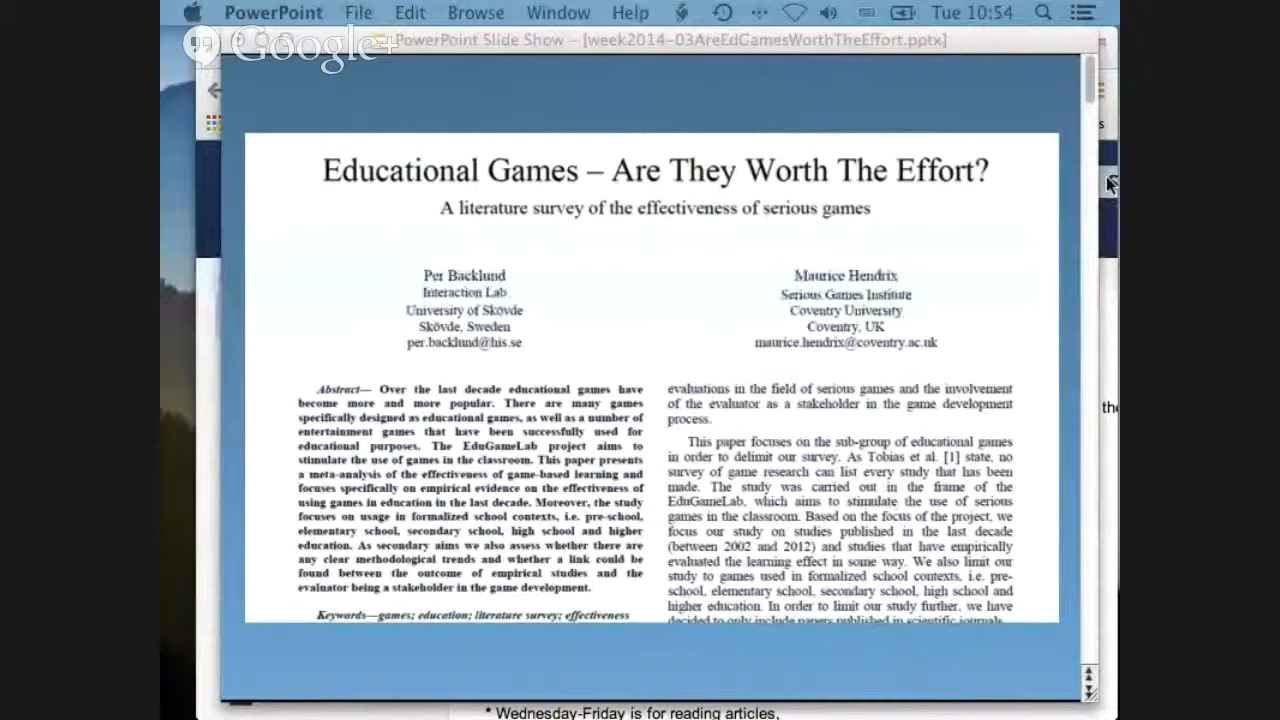 PowerPoint File Edit Browse Window Help Tue 10:54
Google+
PowerPoint Slide Show – [week2014-03AreEdGamesWorthTheEffort.pptx]
Educational Games – Are They Worth The Effort?
A literature survey of the effectiveness of serious games
Per Backlund
Interaction Lab
University of Skövde
Skövde, Sweden
per.backlund@his.se
Maurice Hendrix
Serious Games Institute
Coventry University
Coventry, UK
maurice.hendrix@coventry.ac.uk
Abstract— Over the last decade educational games have
become more and more popular. There are many games
specifically designed as educational games, as well as a number of
entertainment games that have been successfully used for
educational purposes. The EduGameLab project aims to
stimulate the use of games in the classroom. This paper presents
a meta-analysis of the effectiveness of game-based learning and
focuses specifically on empirical evidence on the effectiveness of
using games in education in the last decade. Moreover, the study
focuses on usage in formalized school contexts, i.e. pre-school,
elementary school, secondary school, high school and higher
education. As secondary aims we also assess whether there are
any clear methodological trends and whether a link could be
found between the outcome of empirical studies and the
evaluator being a stakeholder in the game development.
Keywords—games; education; literature survey; effectiveness
evaluations in the field of serious games and the involvement
of the evaluator as a stakeholder in the game development
process.
This paper focuses on the sub-group of educational games
in order to delimit our survey. As Tobias et al. [1] state, no
survey of game research can list every study that has been
made. The study was carried out in the frame of the
EduGameLab, which aims to stimulate the use of serious
games in the classroom. Based on the focus of the project, we
focus our study on studies published in the last decade
(between 2002 and 2012) and studies that have empirically
evaluated the learning effect in some way. We also limit our
study to games used in formalized school contexts, i.e. pre-
school, elementary school, secondary school, high school and
higher education. In order to limit our study further, we have
decided to only include papers published in scientific journals
the
* Wednesday-Friday is for reading articles,